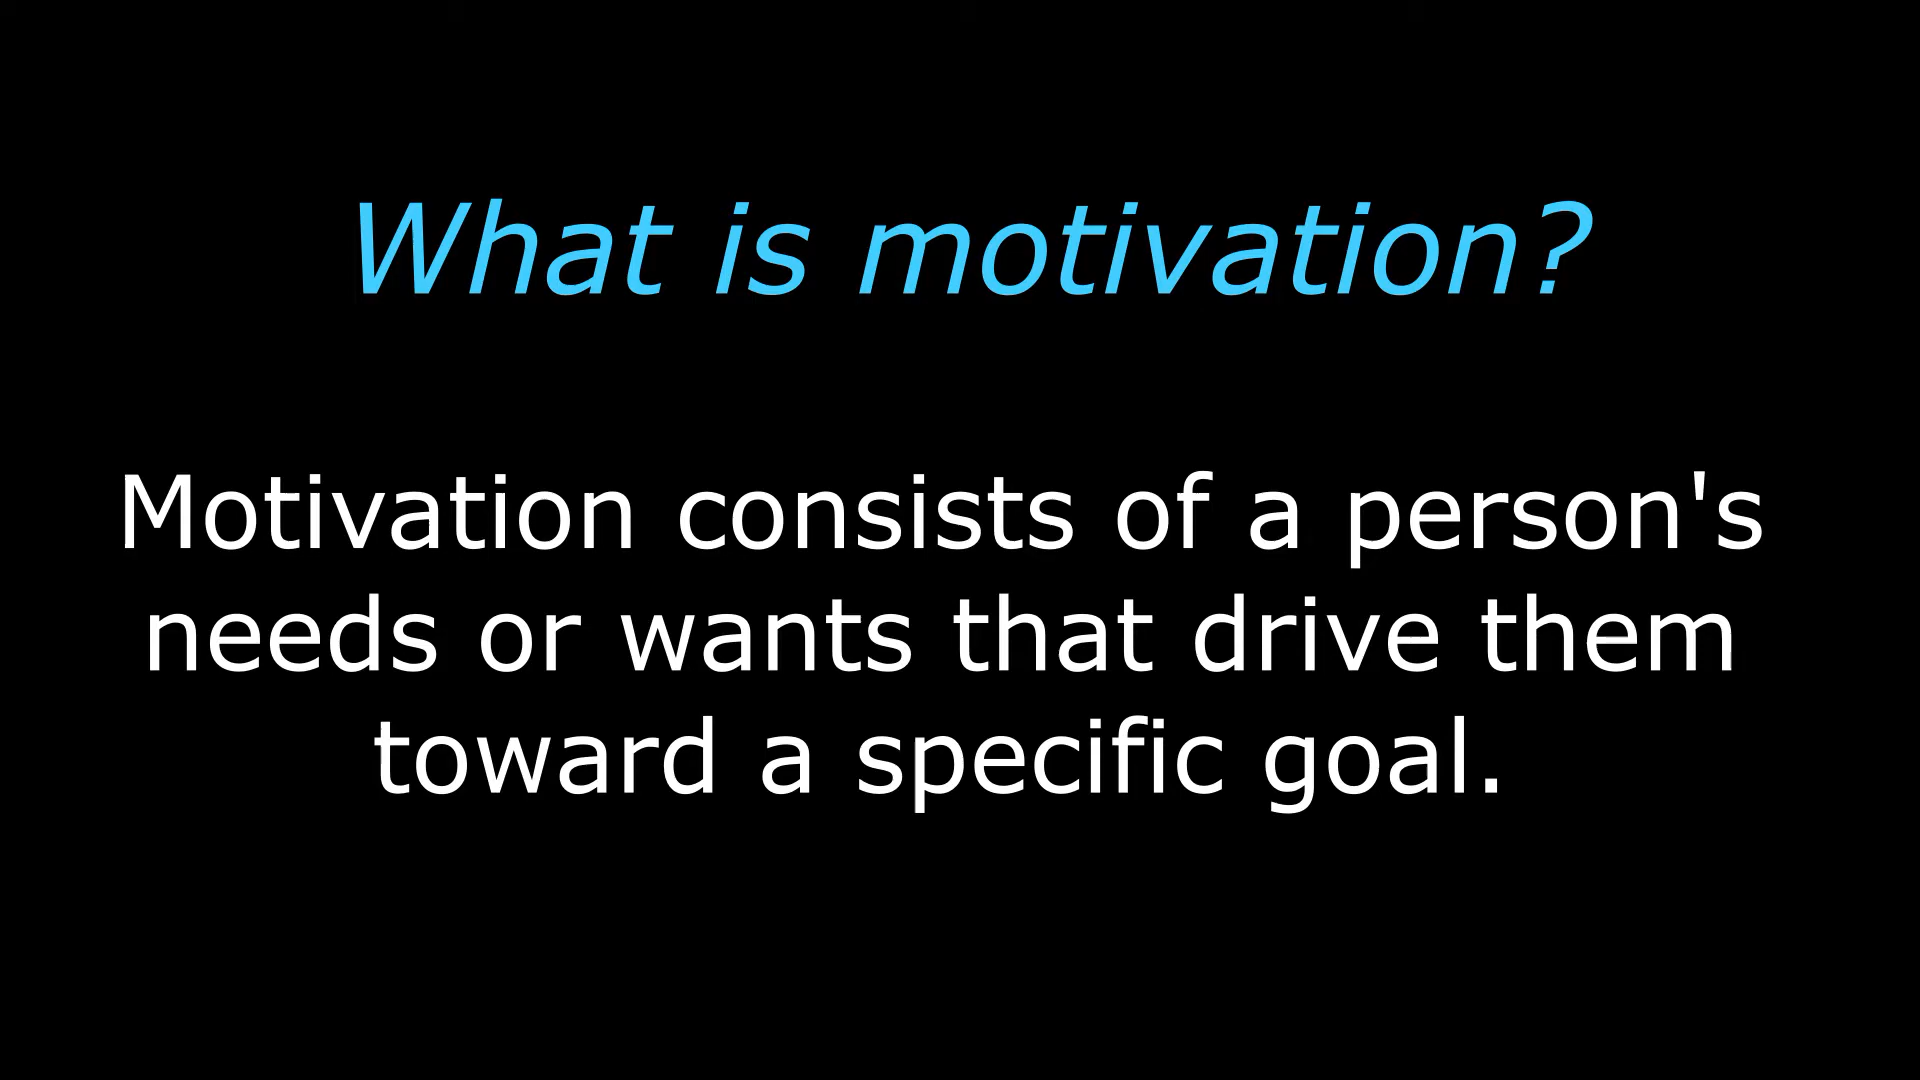 What is motivation?
Motivation consists of a person's
needs or wants that drive them
toward a specific goal.